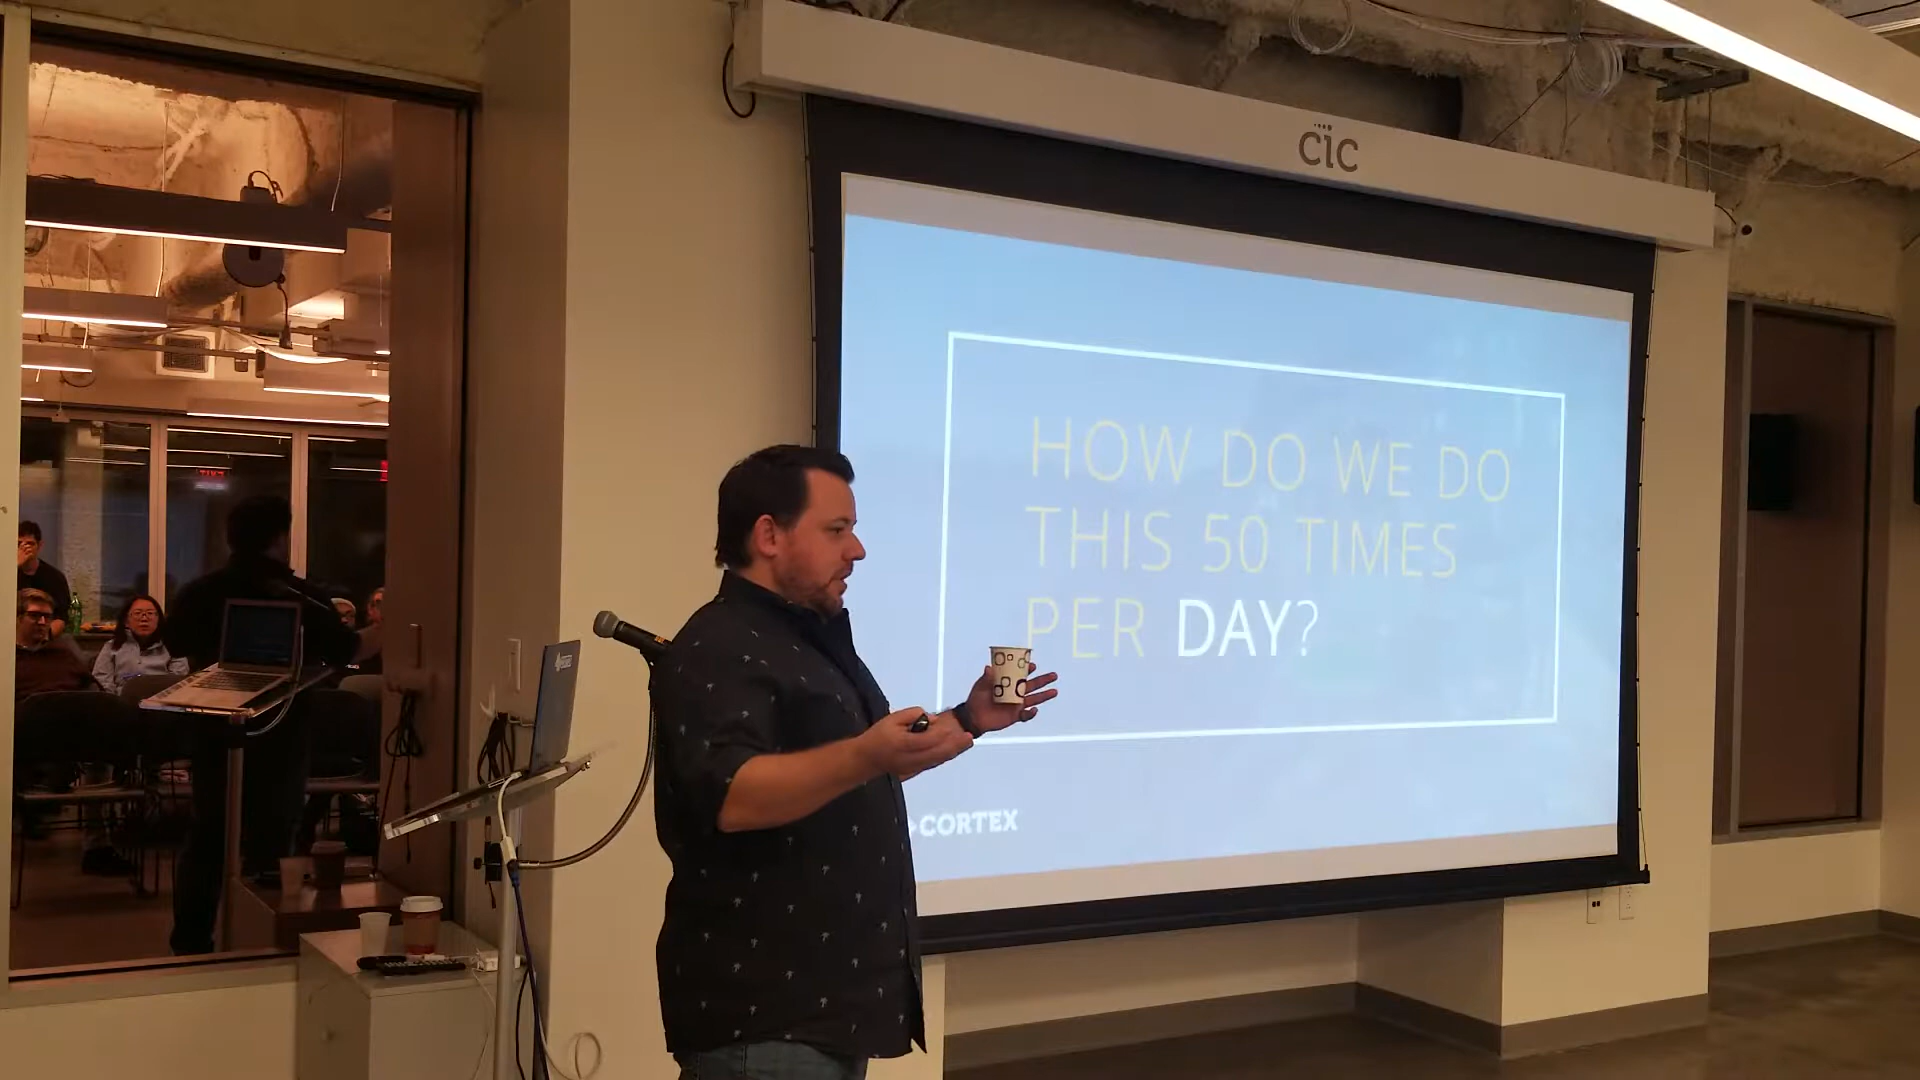 cic
HOW DO WE DO
THIS 50 TIMES
PER DAY?
CORTEX